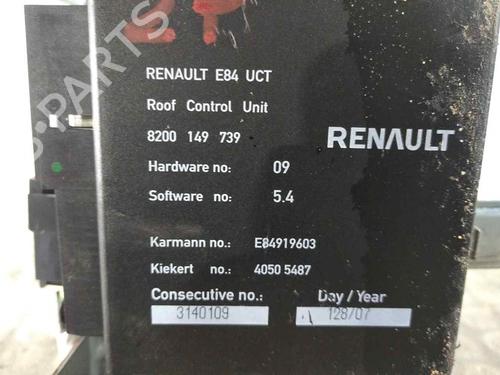 RENAULT E84 UCT
Roof Control Unit
8200 149 739
RENAULT
Hardware no: 09
Software no: 5.4
Karmann no: E84919603
Kiekert no.: 4050 5487
Consecutive no.: Day / Year
3140109 128/07